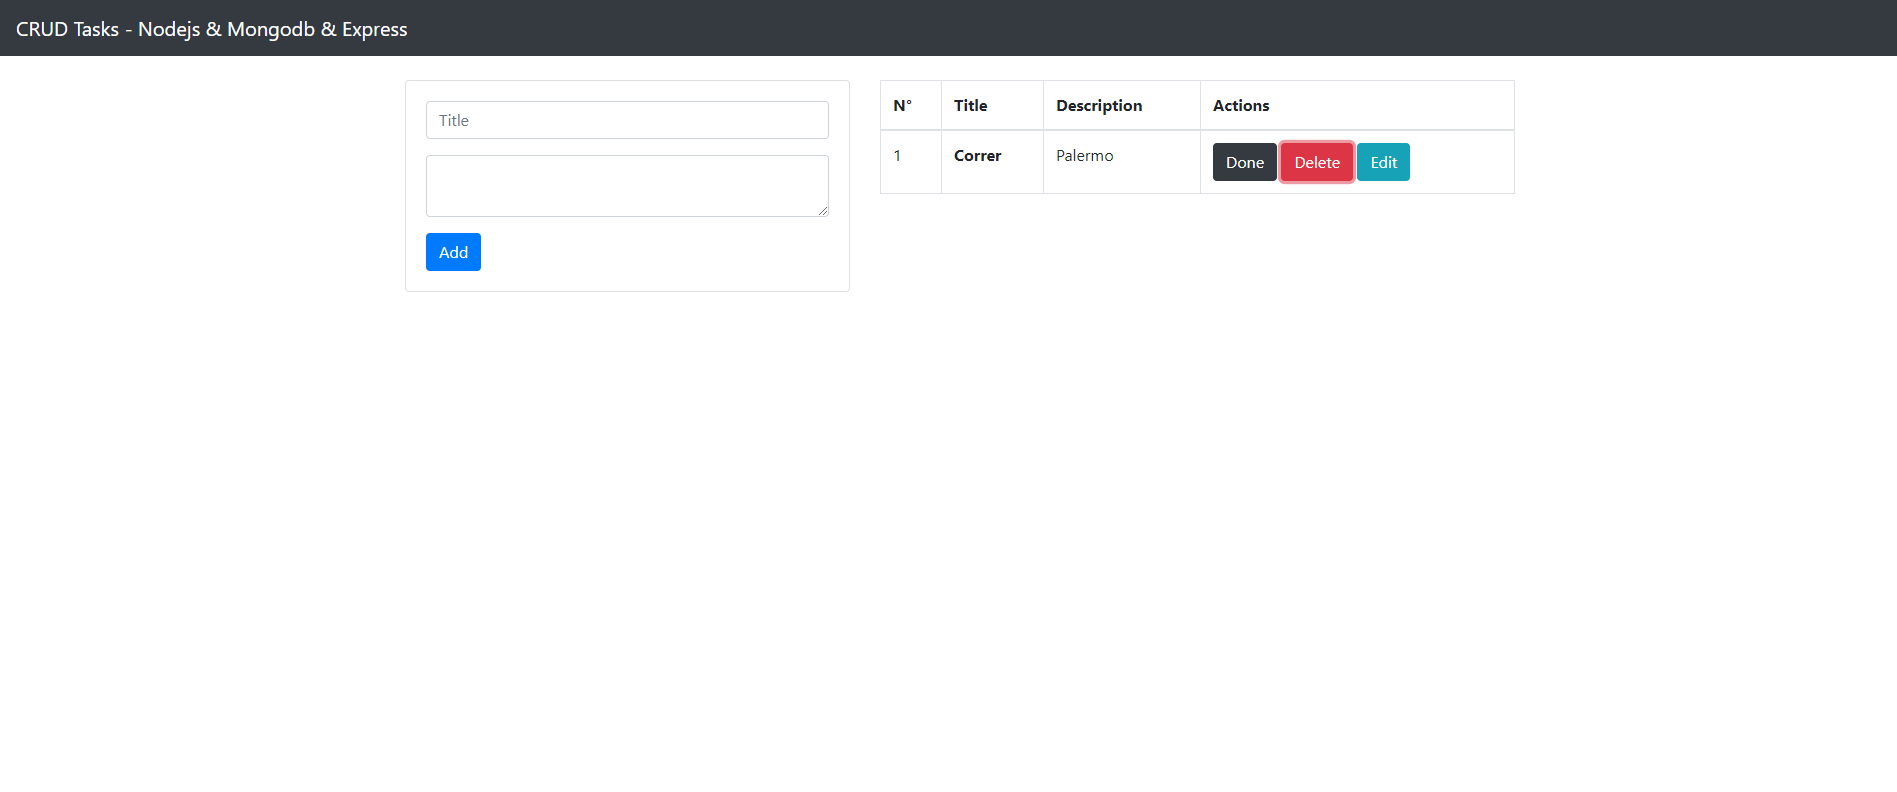 CRUD Tasks - Nodejs & Mongodb & Express
Title
Add
N° Title Description Actions
1 Correr Palermo Done Delete Edit